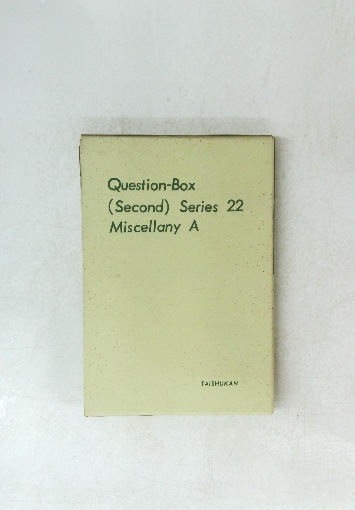 Question-Box
(Second) Series 22
Miscellany A
TAISHUKAN